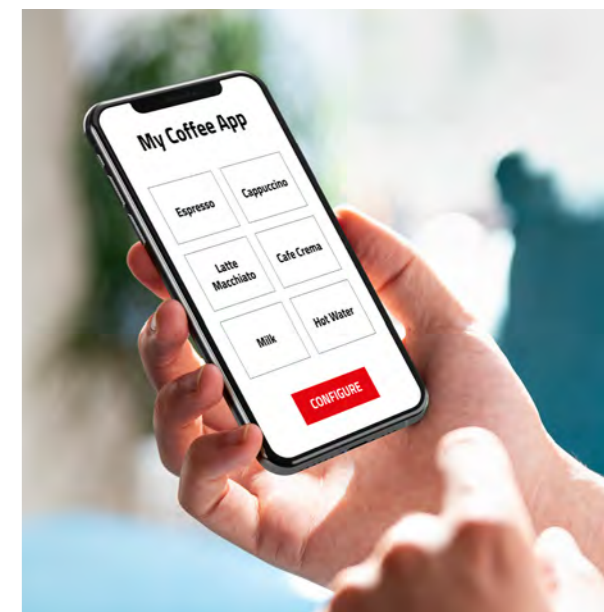 My Coffee App
Espresso
Cappuccino
Latte
Macchiato
Cafe Crema
Milk
Hot Water
CONFIGURE